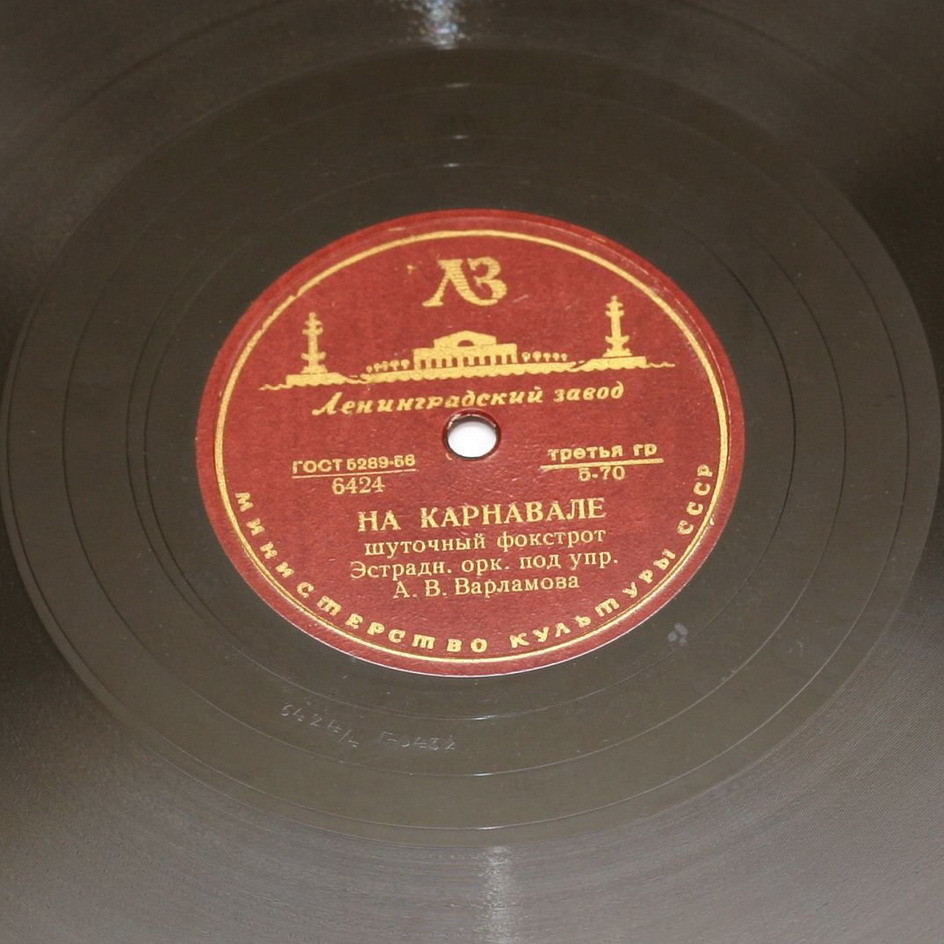 ЛЗ
Ленинградский завод
ГОСТ 5289-56
6424
третья гр
5-70
НА КАРНАВАЛЕ
шуточный фокстрот
Эстрадн. орк. под упр.
А. В. Варламова
МИНИСТЕРСТВО КУЛЬТУРЫ СССР